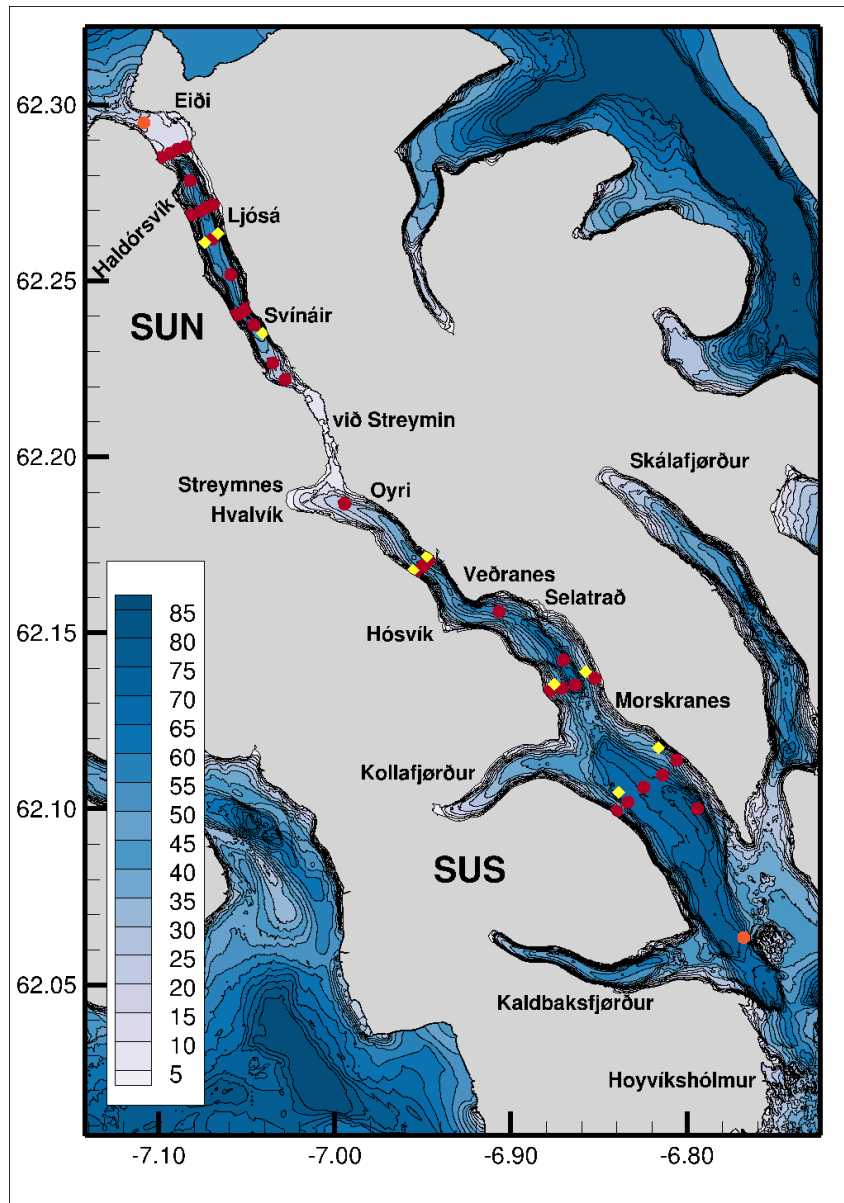 62.30
Eiði
Haldórsvík
Ljósá
62.25
SUN
Svínáir
við Streymin
62.20
Streymnes
Hvalvík
Oyri
Skálafjørður
Veðranes
Selatrað
62.15
Hósvík
Morskranes
Kollafjørður
62.10
SUS
62.05
Kaldbaksfjørður
Hoyvíkshólmur
85
80
75
70
65
60
55
50
45
40
35
30
25
20
15
10
5
-7.10
-7.00
-6.90
-6.80